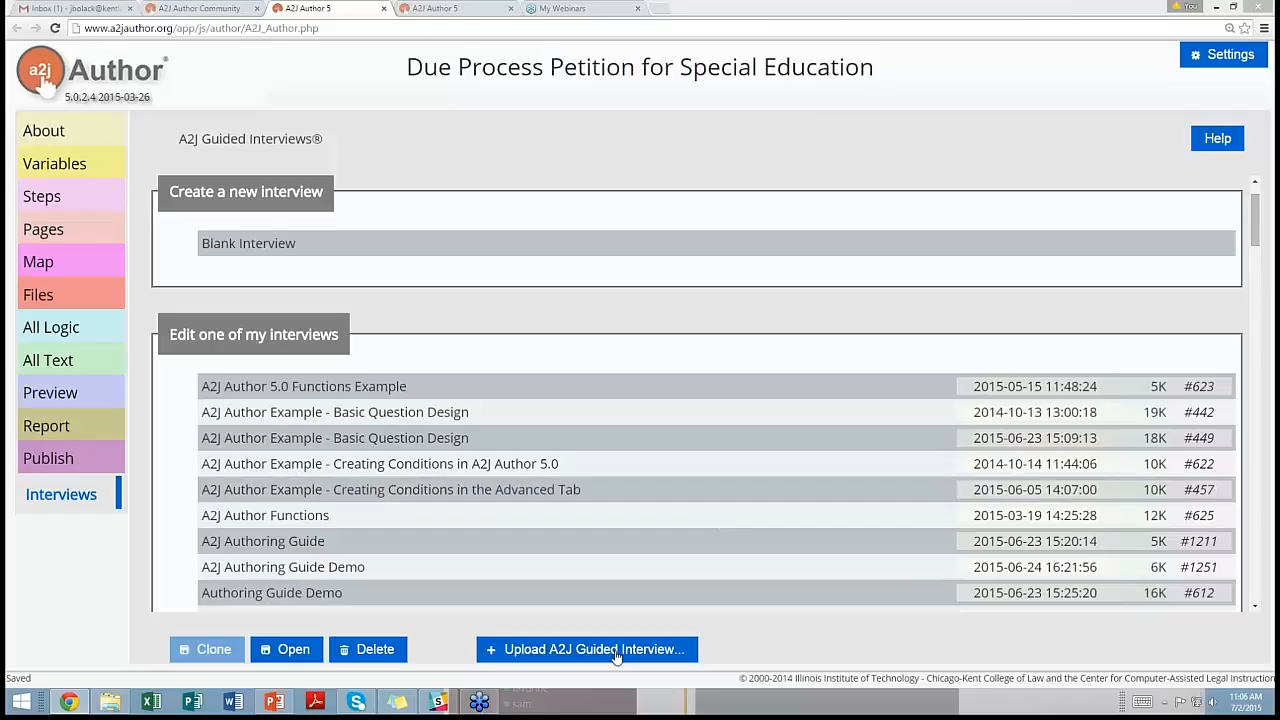 Inbox (1) - jbolack@kent
A2J Author Community
A2J Author 5
A2J Author 5
My Webinars
You
www.a2jauthor.org/app/js/author/A2J_Author.php
a2j Author®
5.0.2.4 2015-03-26
Due Process Petition for Special Education
Settings
About
Variables
Steps
Pages
Map
Files
All Logic
All Text
Preview
Report
Publish
Interviews
A2J Guided Interviews®
Help
Create a new interview
Blank Interview
Edit one of my interviews
A2J Author 5.0 Functions Example 2015-05-15 11:48:24 5K #623
A2J Author Example - Basic Question Design 2014-10-13 13:00:18 19K #442
A2J Author Example - Basic Question Design 2015-06-23 15:09:13 18K #449
A2J Author Example - Creating Conditions in A2J Author 5.0 2014-10-14 11:44:06 10K #622
A2J Author Example - Creating Conditions in the Advanced Tab 2015-06-05 14:07:00 10K #457
A2J Author Functions 2015-03-19 14:25:28 12K #625
A2J Authoring Guide 2015-06-23 15:20:14 5K #1211
A2J Authoring Guide Demo 2015-06-24 16:21:56 6K #1251
Authoring Guide Demo 2015-06-23 15:25:20 16K #612
Clone
Open
Delete
+ Upload A2J Guided Interview...
Saved
© 2000-2014 Illinois Institute of Technology - Chicago-Kent College of Law and the Center for Computer-Assisted Legal Instruction
sam
11:06 AM
7/2/2015